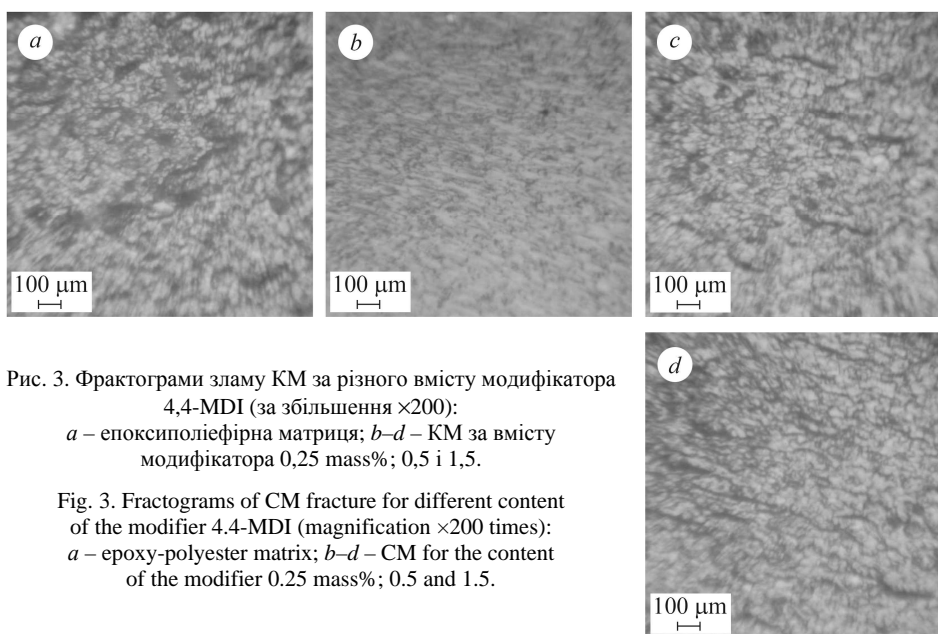 a
b
c
100 μm
100 μm
100 μm
d
100 μm
Рис. 3. Фрактограми зламу КМ за різного вмісту модифікатора
4,4-MDI (за збільшення ×200):
a – епоксиполіефірна матриця; b–d – КМ за вмісту
модифікатора 0,25 mass%; 0,5 і 1,5.
Fig. 3. Fractograms of CM fracture for different content
of the modifier 4.4-MDI (magnification ×200 times):
a – epoxy-polyester matrix; b–d – CM for the content
of the modifier 0.25 mass%; 0.5 and 1.5.